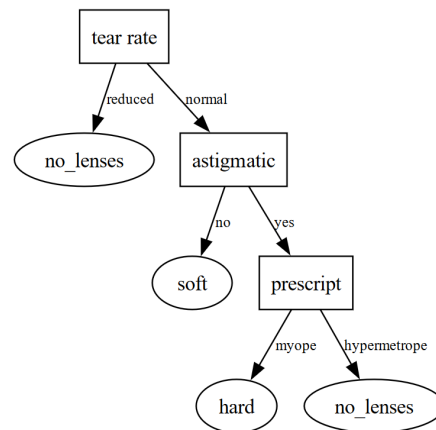 tear rate
reduced
normal
no_lenses
astigmatic
no
yes
soft
prescript
myope
hypermetrope
hard
no_lenses